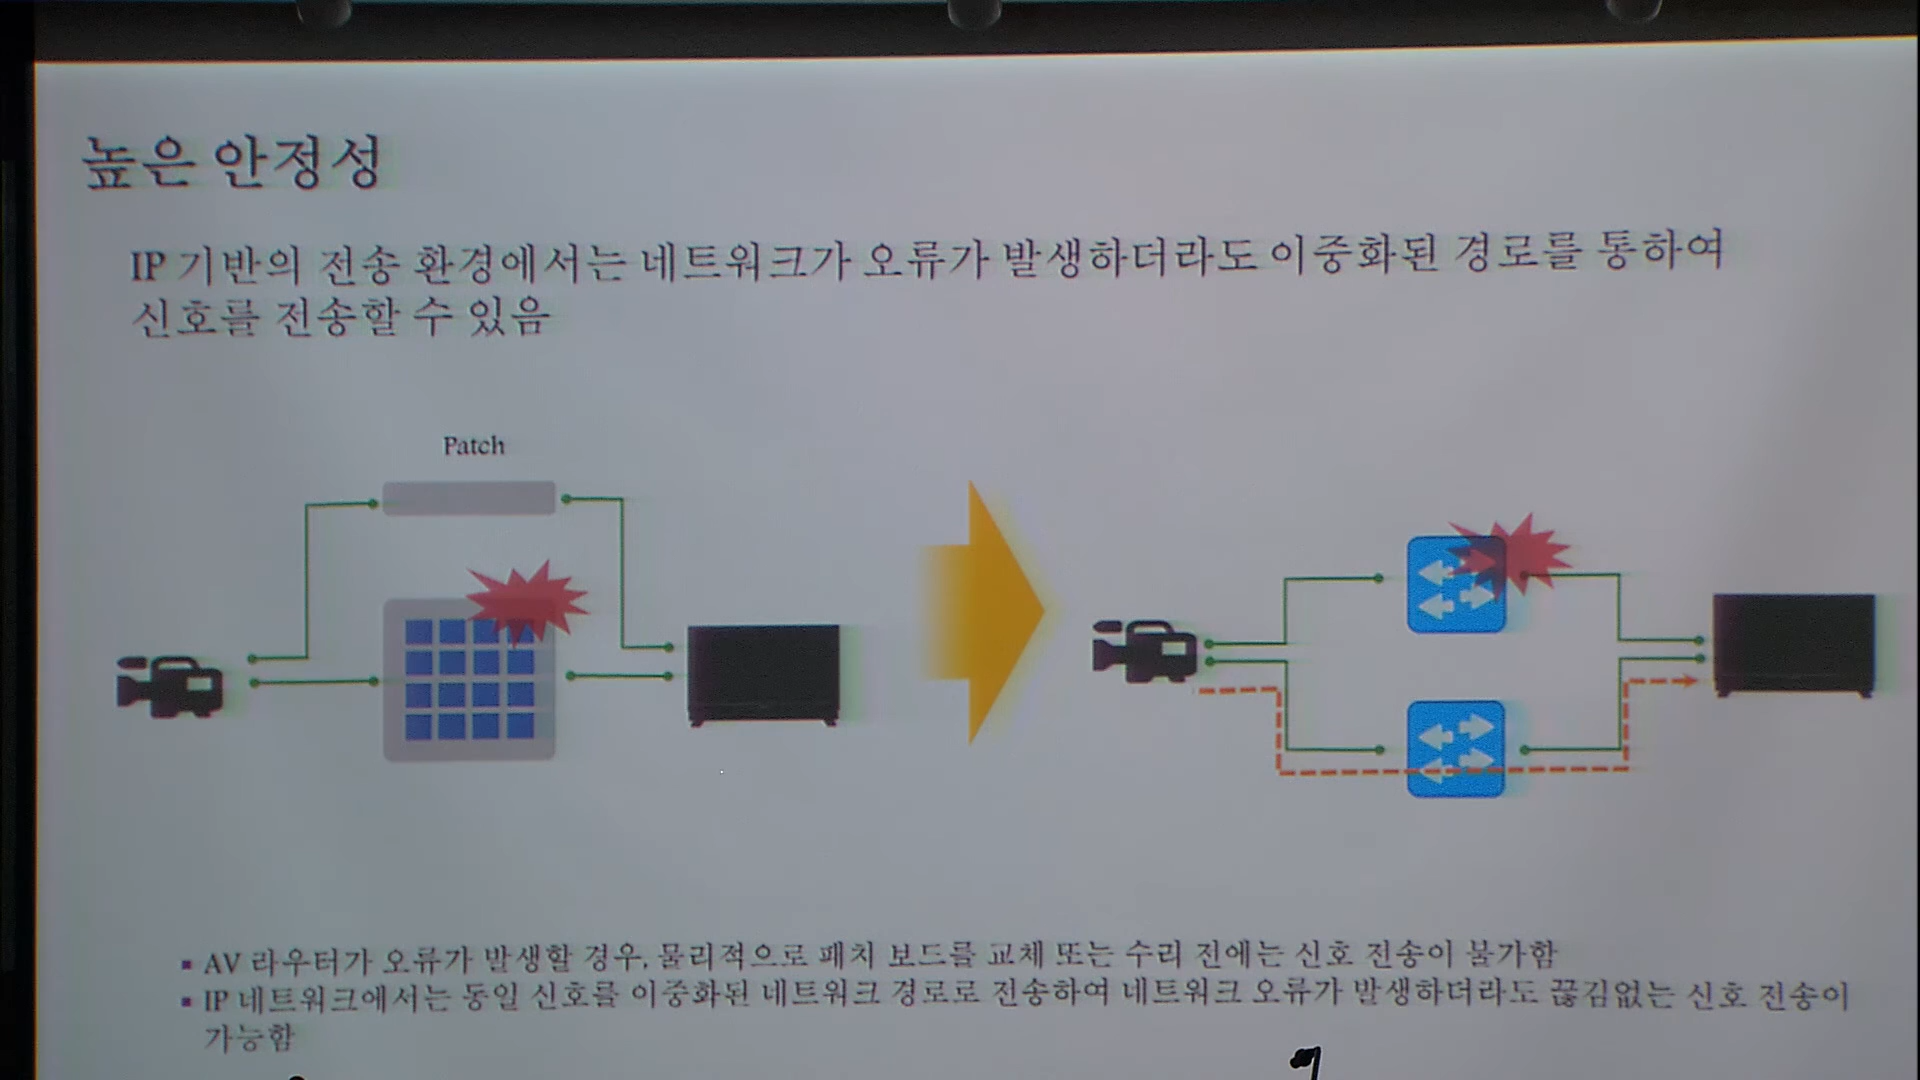 높은 안정성
IP 기반의 전송 환경에서는 네트워크가 오류가 발생하더라도 이중화된 경로를 통하여
신호를 전송할 수 있음
Patch
▪ AV 라우터가 오류가 발생할 경우, 물리적으로 패치 보드를 교체 또는 수리 전에는 신호 전송이 불가함
▪ IP 네트워크에서는 동일 신호를 이중화된 네트워크 경로로 전송하여 네트워크 오류가 발생하더라도 끊김없는 신호 전송이
가능함